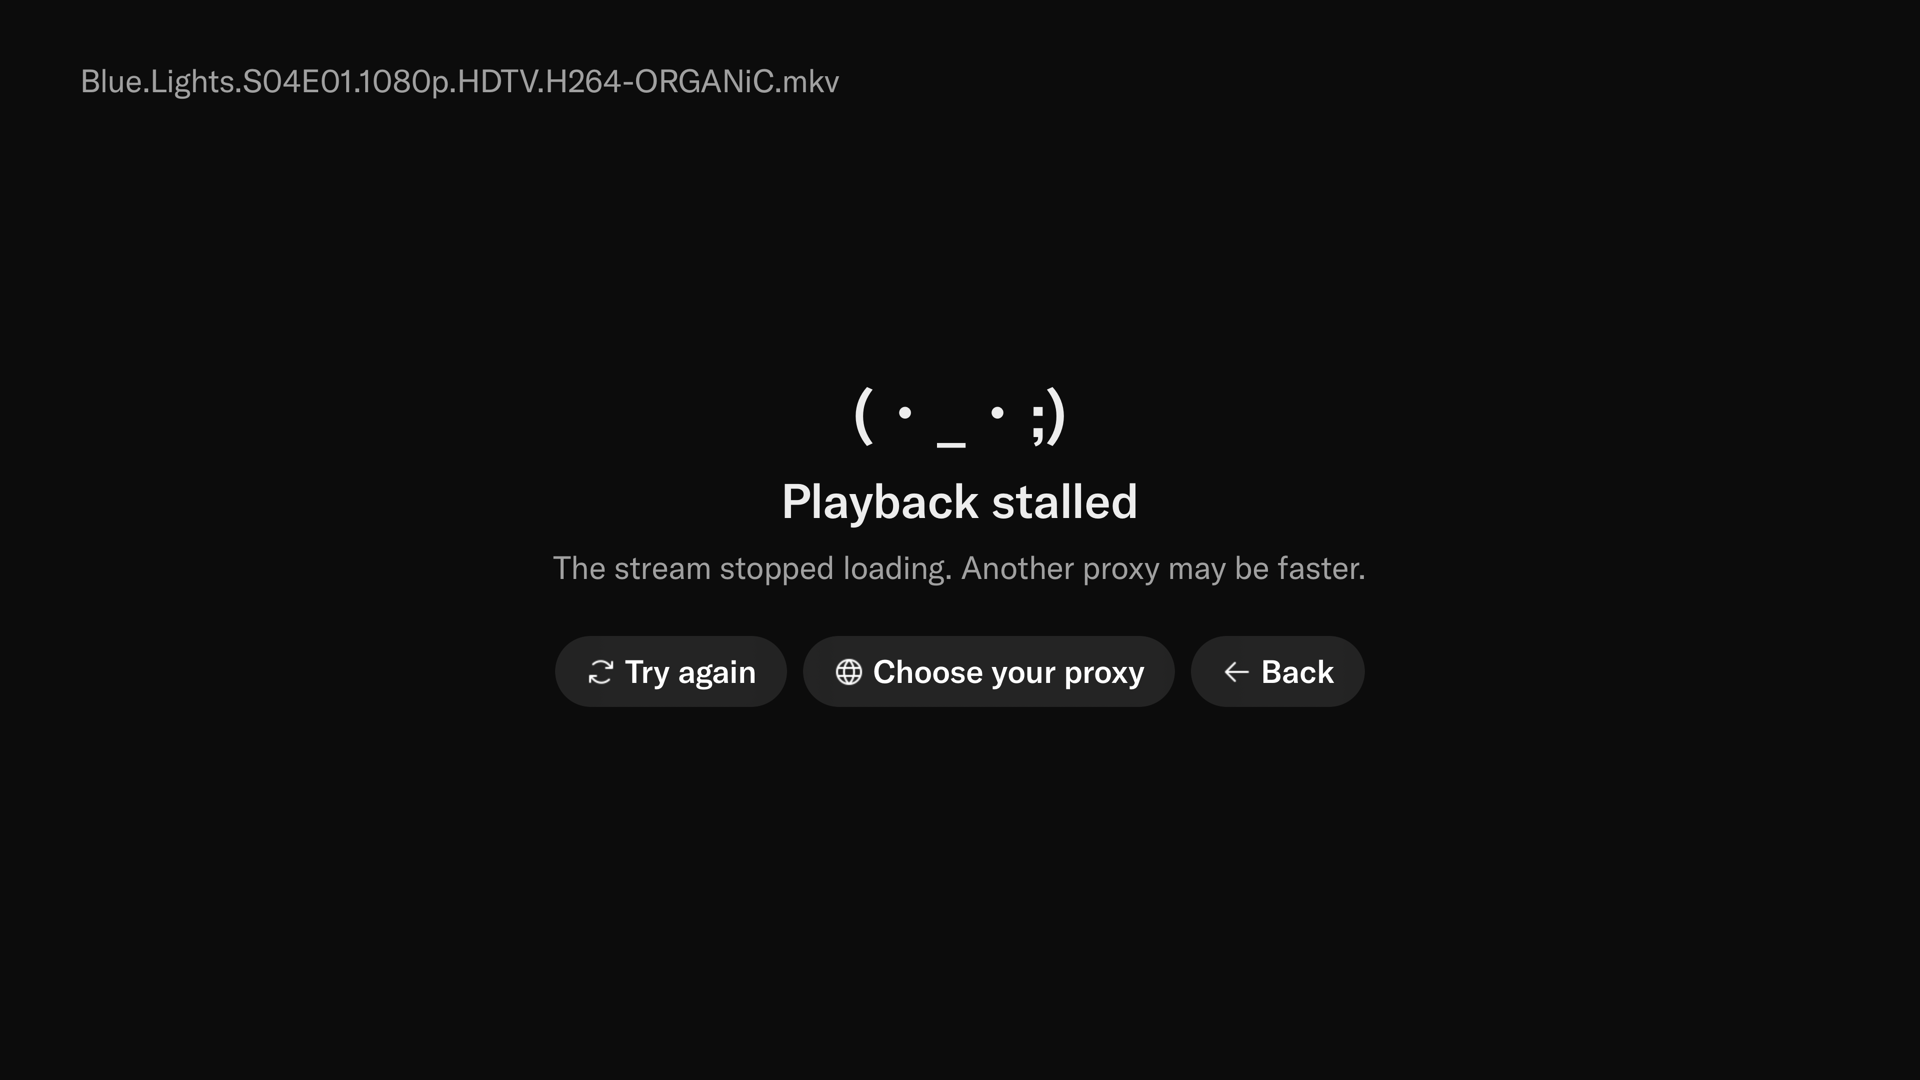 Blue.Lights.S04E01.1080p.HDTV.H264-ORGANiC.mkv
(・_・;)
Playback stalled
The stream stopped loading. Another proxy may be faster.
Try again
Choose your proxy
Back